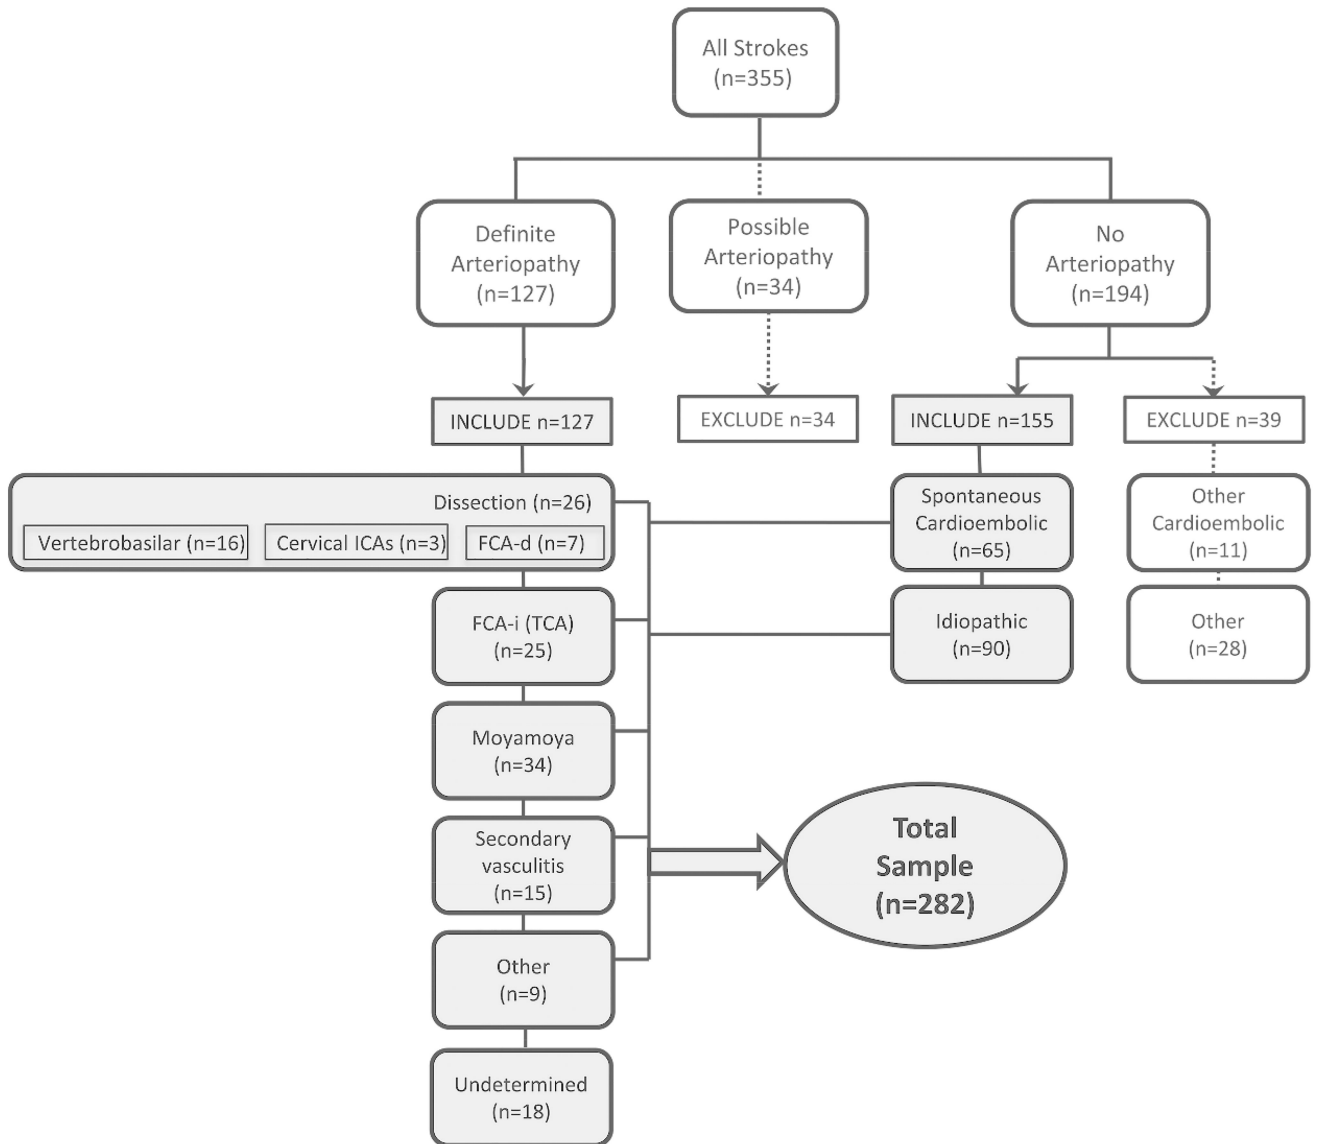 All Strokes
(n=355)
Definite
Arteriopathy
(n=127)
Possible
Arteriopathy
(n=34)
No
Arteriopathy
(n=194)
INCLUDE n=127
EXCLUDE n=34
INCLUDE n=155
EXCLUDE n=39
Dissection (n=26)
Vertebrobasilar (n=16)
Cervical ICAs (n=3)
FCA-d (n=7)
Spontaneous
Cardioembolic
(n=65)
Other
Cardioembolic
(n=11)
FCA-i (TCA)
(n=25)
Idiopathic
(n=90)
Other
(n=28)
Moyamoya
(n=34)
Secondary
vasculitis
(n=15)
Total
Sample
(n=282)
Other
(n=9)
Undetermined
(n=18)